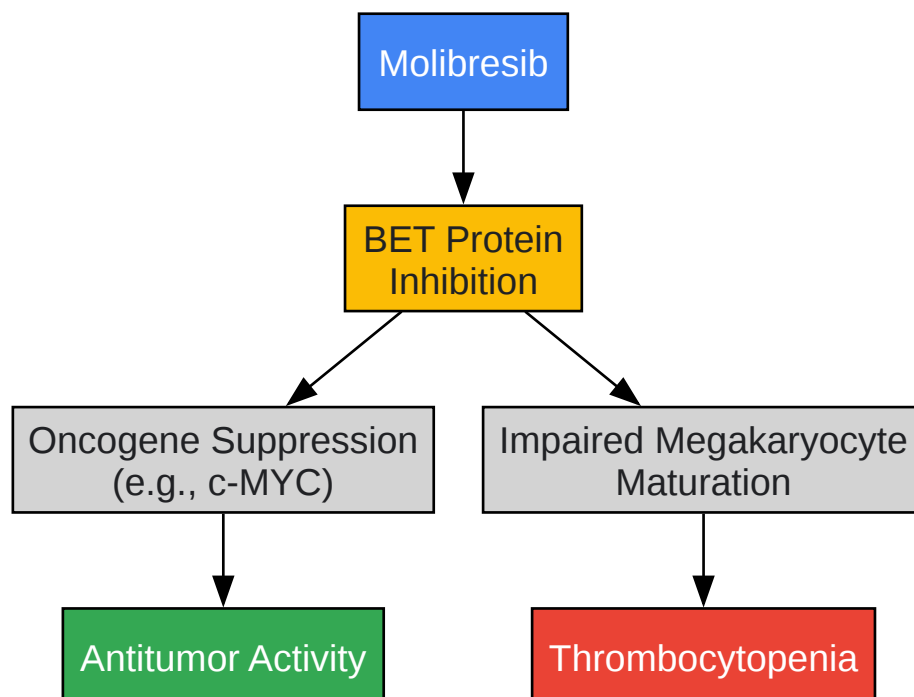 Molibresib
BET Protein
Inhibition
Oncogene Suppression
(e.g., c-MYC)
Impaired Megakaryocyte
Maturation
Antitumor Activity
Thrombocytopenia